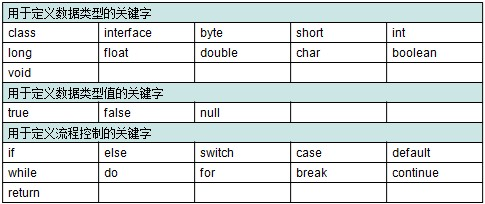 用于定义数据类型的关键字
class interface byte short int
long float double char boolean
void
用于定义数据类型值的关键字
true false null
用于定义流程控制的关键字
if else switch case default
while do for break continue
return